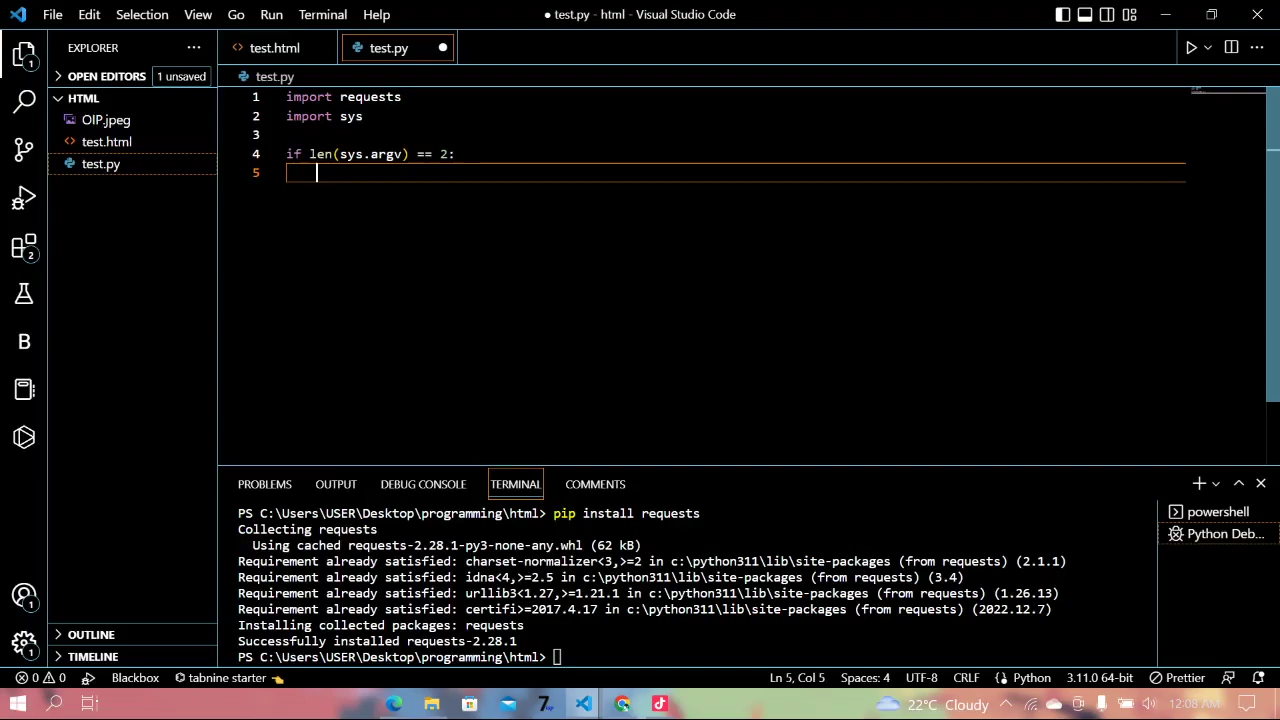 File Edit Selection View Go Run Terminal Help
● test.py - html - Visual Studio Code
EXPLORER ···
test.html
test.py
OPEN EDITORS 1 unsaved
test.py
HTML
OIP.jpeg
test.html
test.py
1 import requests
2 import sys
3
4 if len(sys.argv) == 2:
5
1
2
B
1
1
PROBLEMS OUTPUT DEBUG CONSOLE TERMINAL COMMENTS
PS C:\Users\USER\Desktop\programming\html> pip install requests
Collecting requests
Using cached requests-2.28.1-py3-none-any.whl (62 kB)
Requirement already satisfied: charset-normalizer<3,>=2 in c:\python311\lib\site-packages (from requests) (2.1.1)
Requirement already satisfied: idna<4,>=2.5 in c:\python311\lib\site-packages (from requests) (3.4)
Requirement already satisfied: urllib3<1.27,>=1.21.1 in c:\python311\lib\site-packages (from requests) (1.26.13)
Requirement already satisfied: certifi>=2017.4.17 in c:\python311\lib\site-packages (from requests) (2022.12.7)
Installing collected packages: requests
Successfully installed requests-2.28.1
PS C:\Users\USER\Desktop\programming\html>
powershell
Python Deb...
OUTLINE
TIMELINE
0 0 Blackbox tabnine starter Ln 5, Col 5 Spaces: 4 UTF-8 CRLF Python 3.11.0 64-bit Prettier
22°C Cloudy 12:08 AM